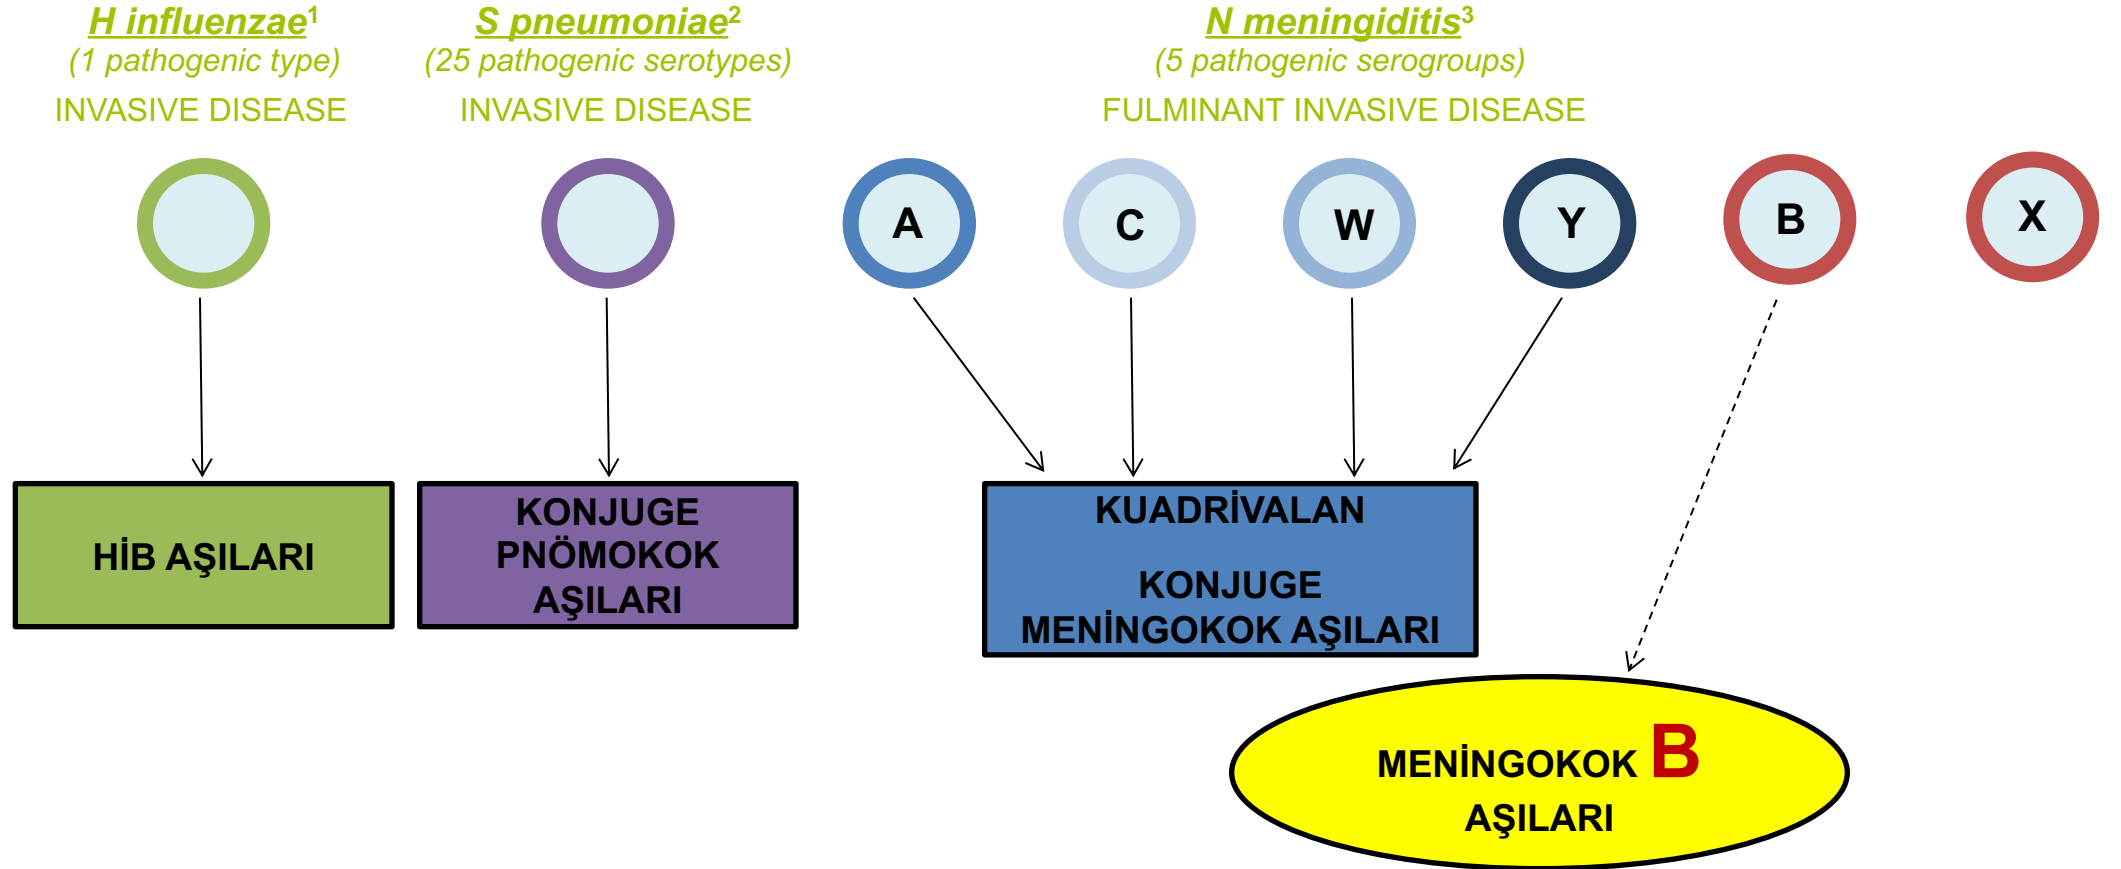 H influenzae¹
(1 pathogenic type)
INVASIVE DISEASE
S pneumoniae²
(25 pathogenic serotypes)
INVASIVE DISEASE
N meningiditis³
(5 pathogenic serogroups)
FULMINANT INVASIVE DISEASE
A
C
W
Y
B
X
HİB AŞILARI
KONJUGE
PNÖMOKOK
AŞILARI
KUADRİVALAN
KONJUGE
MENİNGOKOK AŞILARI
MENİNGOKOK B
AŞILARI